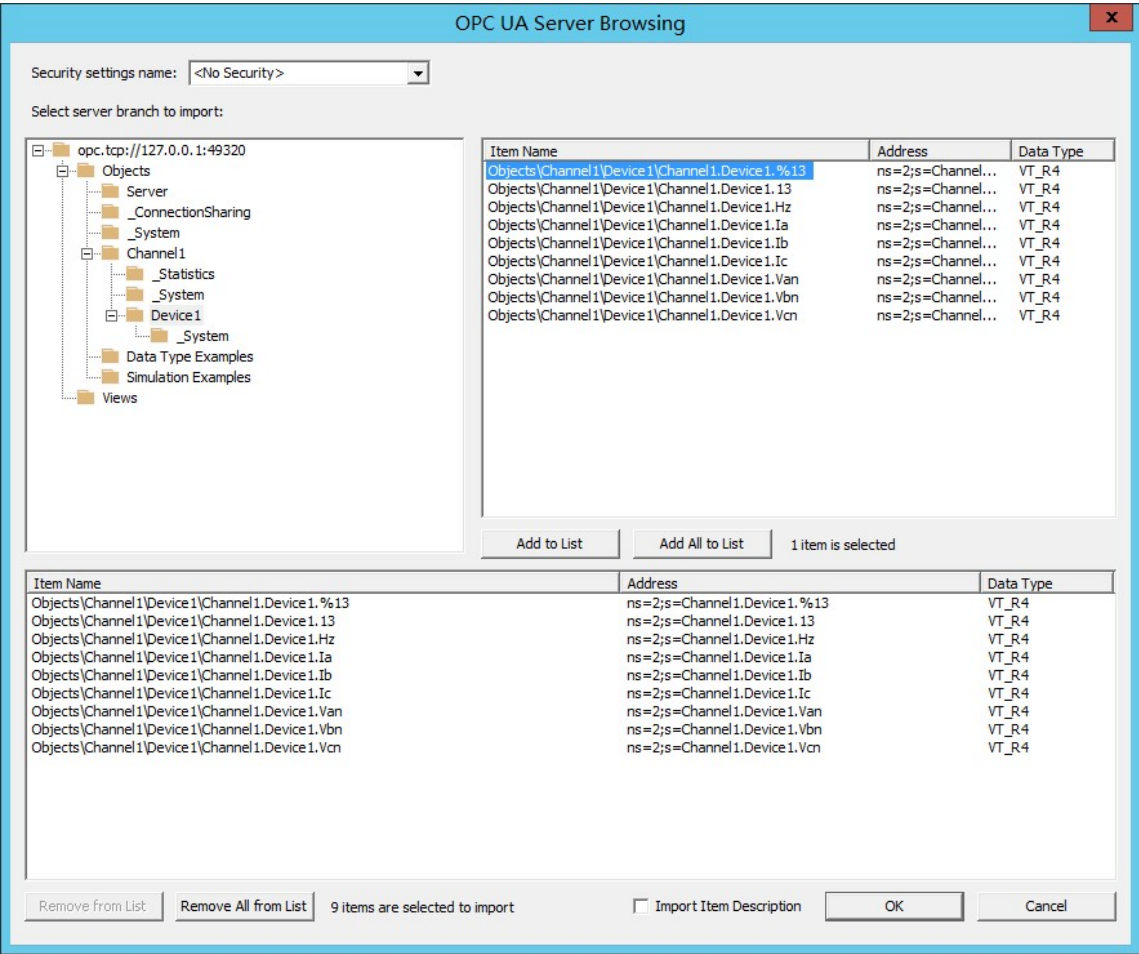 OPC UA Server Browsing
x
Security settings name: <No Security>
Select server branch to import:
opc.tcp://127.0.0.1:49320
Objects
Server
_ConnectionSharing
_System
Channel1
_Statistics
_System
Device1
_System
Data Type Examples
Simulation Examples
Views
Item Name Address Data Type
Objects\Channel1\Device1\Channel1.Device1.%13 ns=2;s=Channel... VT_R4
Objects\Channel1\Device1\Channel1.Device1.13 ns=2;s=Channel... VT_R4
Objects\Channel1\Device1\Channel1.Device1.Hz ns=2;s=Channel... VT_R4
Objects\Channel1\Device1\Channel1.Device1.Ia ns=2;s=Channel... VT_R4
Objects\Channel1\Device1\Channel1.Device1.Ib ns=2;s=Channel... VT_R4
Objects\Channel1\Device1\Channel1.Device1.Ic ns=2;s=Channel... VT_R4
Objects\Channel1\Device1\Channel1.Device1.Van ns=2;s=Channel... VT_R4
Objects\Channel1\Device1\Channel1.Device1.Vbn ns=2;s=Channel... VT_R4
Objects\Channel1\Device1\Channel1.Device1.Vcn ns=2;s=Channel... VT_R4
Add to List Add All to List 1 item is selected
Item Name Address Data Type
Objects\Channel1\Device1\Channel1.Device1.%13 ns=2;s=Channel1.Device1.%13 VT_R4
Objects\Channel1\Device1\Channel1.Device1.13 ns=2;s=Channel1.Device1.13 VT_R4
Objects\Channel1\Device1\Channel1.Device1.Hz ns=2;s=Channel1.Device1.Hz VT_R4
Objects\Channel1\Device1\Channel1.Device1.Ia ns=2;s=Channel1.Device1.Ia VT_R4
Objects\Channel1\Device1\Channel1.Device1.Ib ns=2;s=Channel1.Device1.Ib VT_R4
Objects\Channel1\Device1\Channel1.Device1.Ic ns=2;s=Channel1.Device1.Ic VT_R4
Objects\Channel1\Device1\Channel1.Device1.Van ns=2;s=Channel1.Device1.Van VT_R4
Objects\Channel1\Device1\Channel1.Device1.Vbn ns=2;s=Channel1.Device1.Vbn VT_R4
Objects\Channel1\Device1\Channel1.Device1.Vcn ns=2;s=Channel1.Device1.Vcn VT_R4
Remove from List Remove All from List 9 items are selected to import Import Item Description OK Cancel